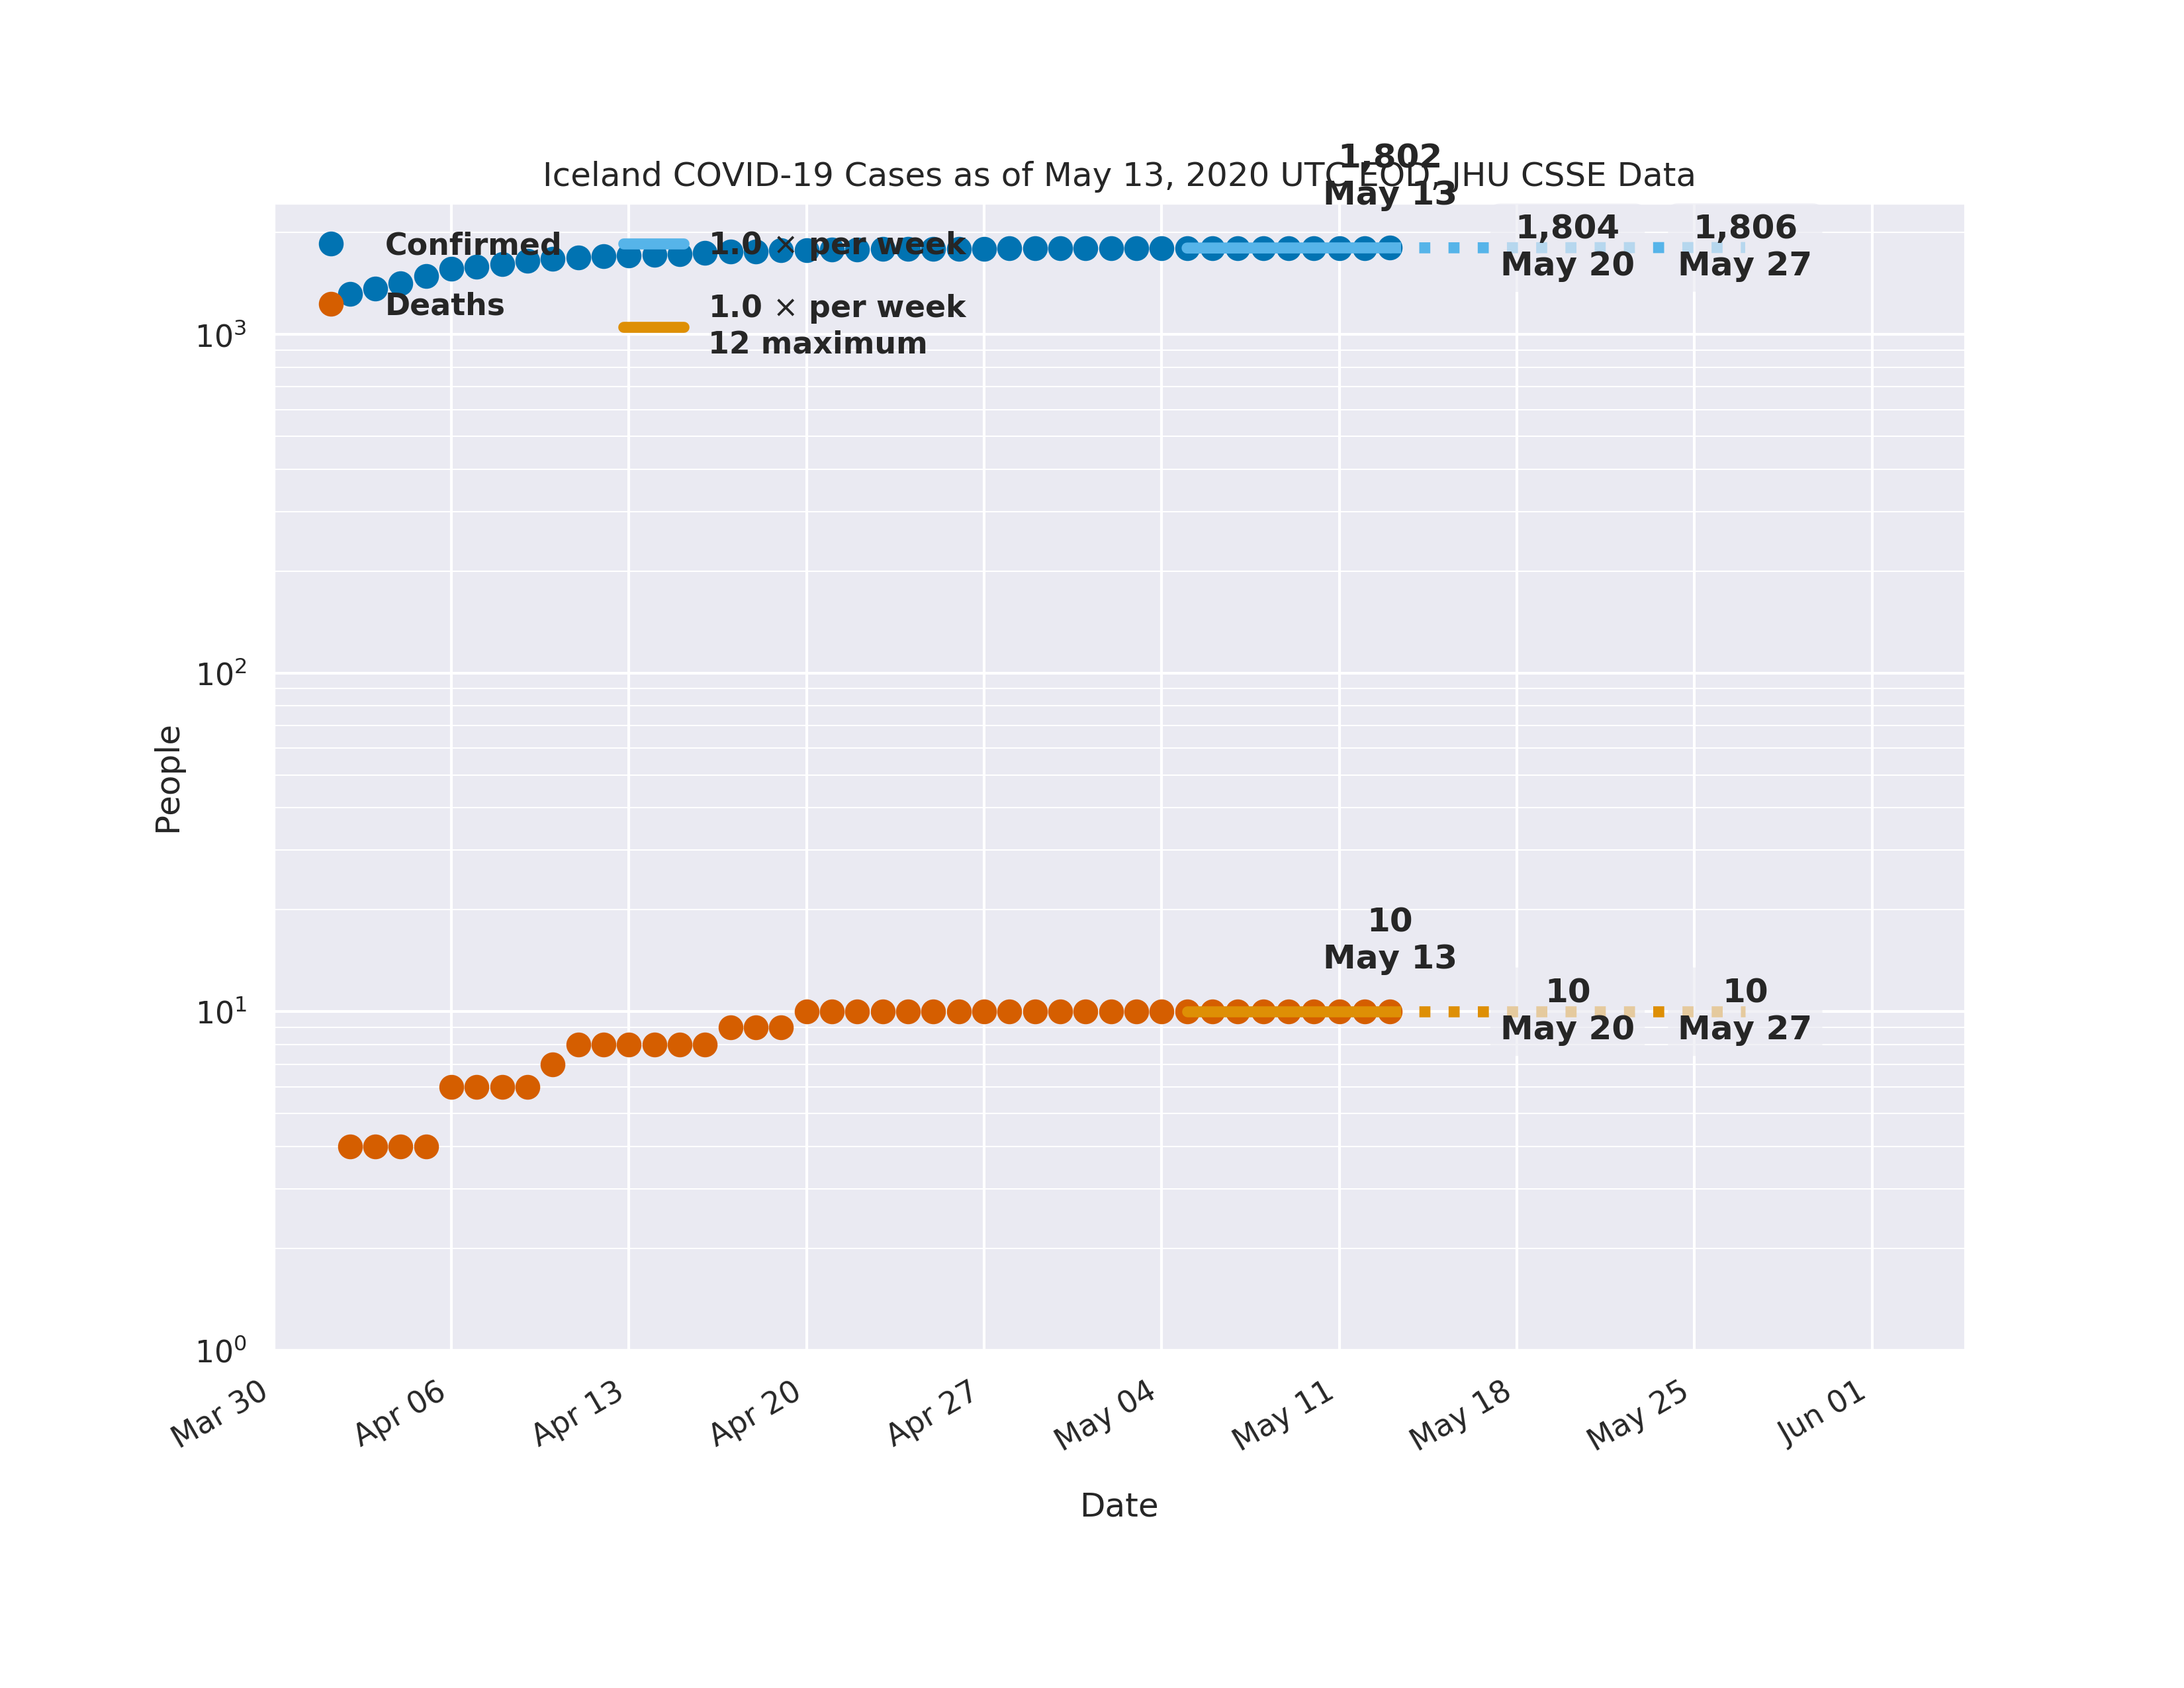 Iceland COVID-19 Cases as of May 13, 2020 UTC EOD, JHU CSSE Data
1,802
May 13
1,804
May 20
1,806
May 27
Confirmed
Deaths
1.0 × per week
1.0 × per week
12 maximum
10³
10²
10¹
10⁰
People
10
May 13
10
May 20
10
May 27
Mar 30
Apr 06
Apr 13
Apr 20
Apr 27
May 04
May 11
May 18
May 25
Jun 01
Date